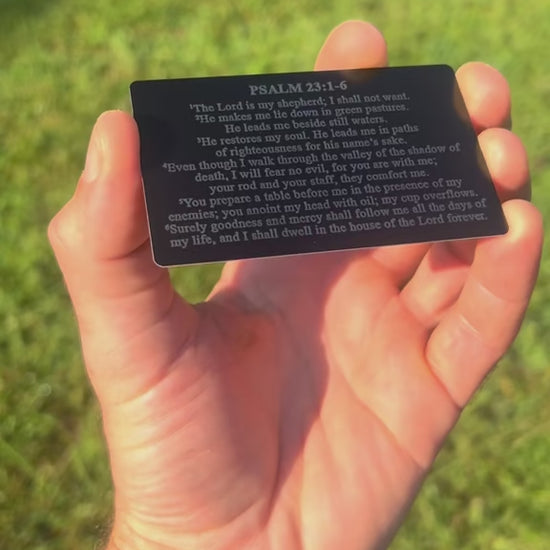 PSALM 23:1-6
¹The Lord is my shepherd; I shall not want.
²He makes me lie down in green pastures.
He leads me beside still waters.
³He restores my soul. He leads me in paths
of righteousness for his name's sake.
⁴Even though I walk through the valley of the shadow of
death, I will fear no evil, for you are with me;
your rod and your staff, they comfort me.
⁵You prepare a table before me in the presence of my
enemies; you anoint my head with oil; my cup overflows.
⁶Surely goodness and mercy shall follow me all the days of
my life, and I shall dwell in the house of the Lord forever.